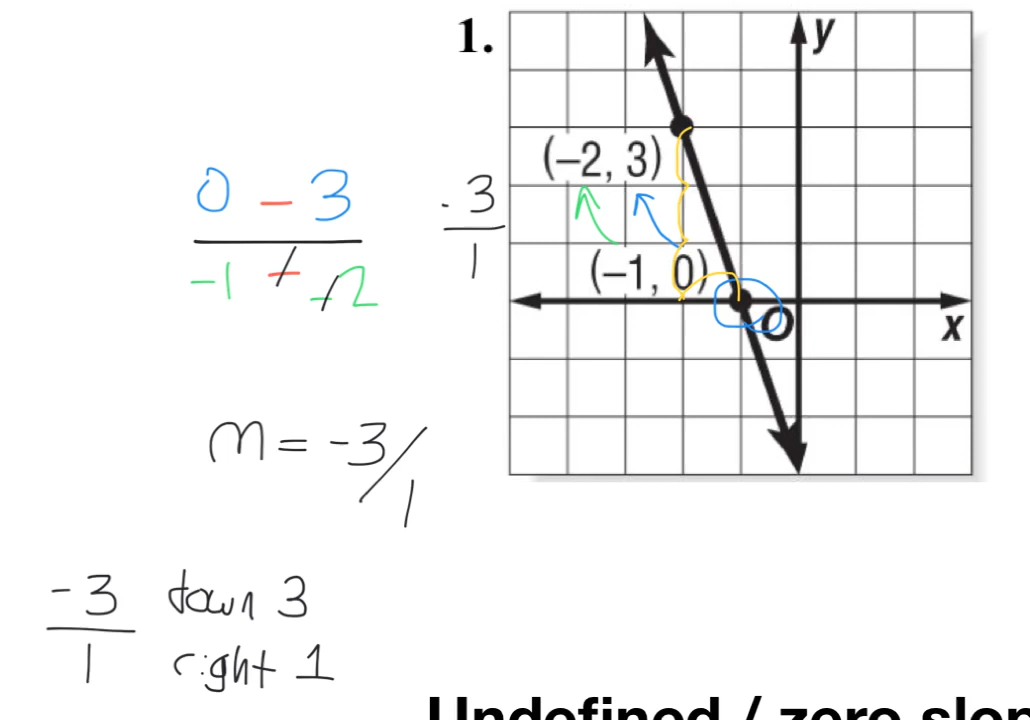 1.
y
(–2, 3)
0 – 3
-1 + +2
-3
1
(–1, 0)
O
x
m = -3/1
-3 down 3
1 right 1
Undefined / zero slop